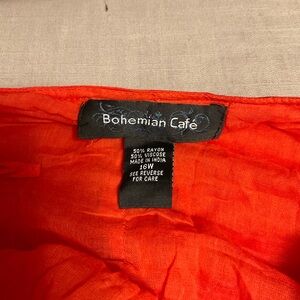 Bohemian Café
50% RAYON
50% VISCOSE
MADE IN INDIA
16W
SEE REVERSE
FOR CARE